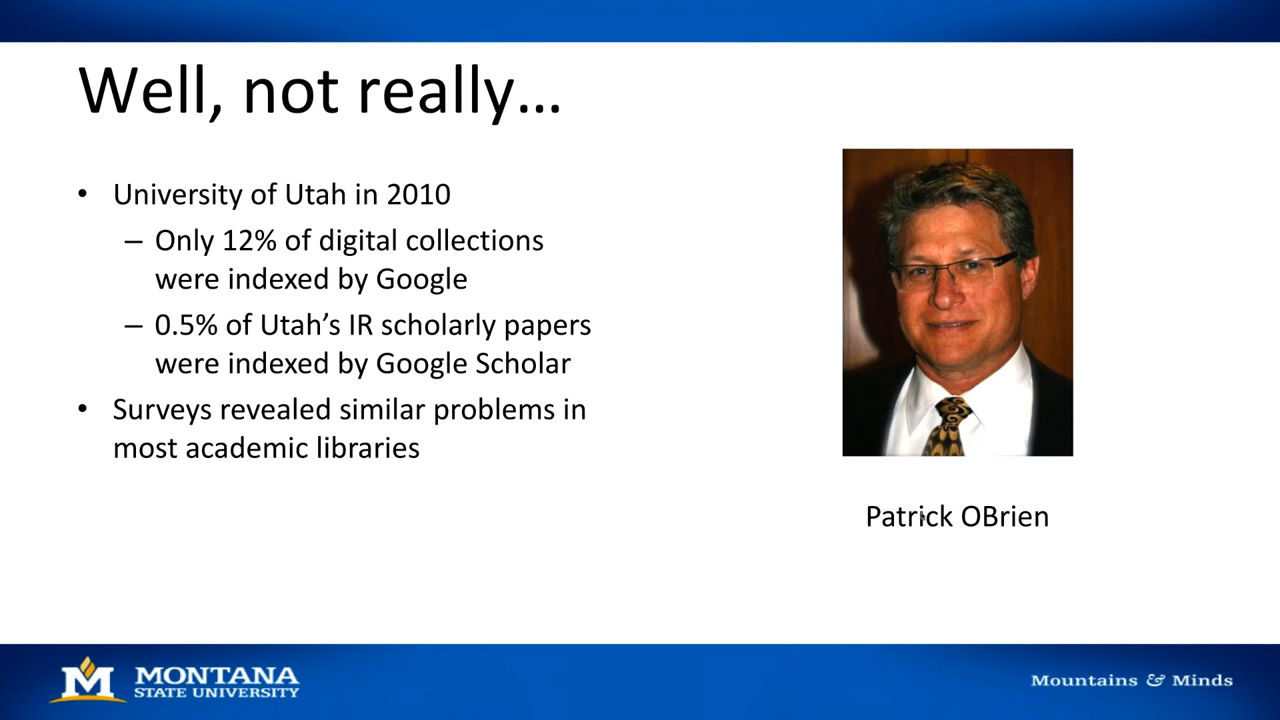 Well, not really…
• University of Utah in 2010
– Only 12% of digital collections
were indexed by Google
– 0.5% of Utah’s IR scholarly papers
were indexed by Google Scholar
• Surveys revealed similar problems in
most academic libraries
Patrick OBrien
M MONTANA
STATE UNIVERSITY
Mountains & Minds